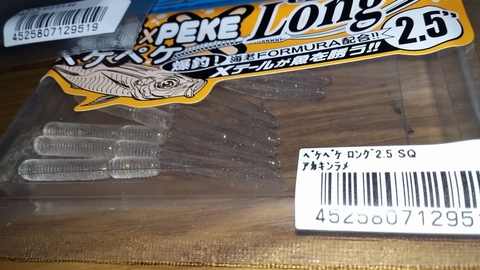 4525807129519
×PEKE
Long
2.5"
ペケペケ
爆釣!
海老FORMURA配合!!
Xテールが魚を誘う!!
ﾍﾟｹﾍﾟｹ ﾛﾝｸﾞ2.5 SQ
ｱｶｷﾝﾗﾒ
452580712951